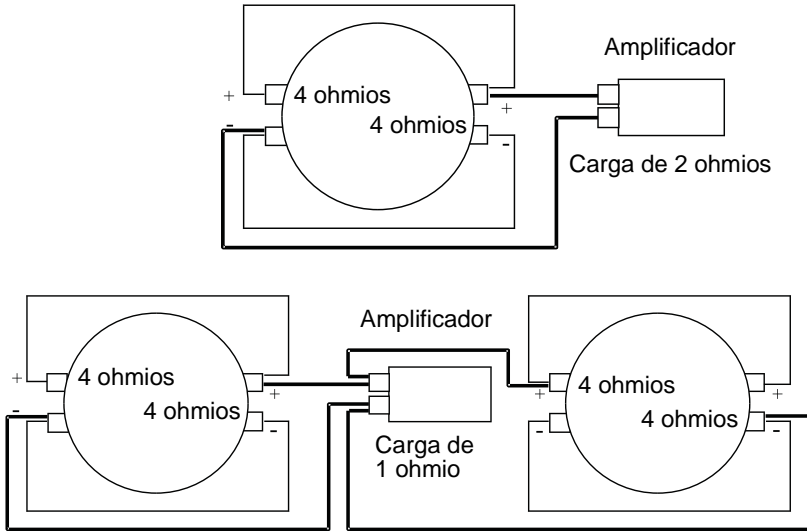 Amplificador
+
4 ohmios
+
-
4 ohmios
-
Carga de 2 ohmios
Amplificador
+
4 ohmios
+
-
4 ohmios
-
Carga de
1 ohmio
4 ohmios
+
+
4 ohmios
-
-